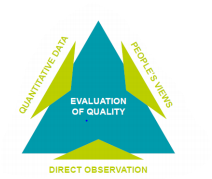 QUANTITATIVE DATA
PEOPLE'S VIEWS
EVALUATION
OF QUALITY
DIRECT OBSERVATION